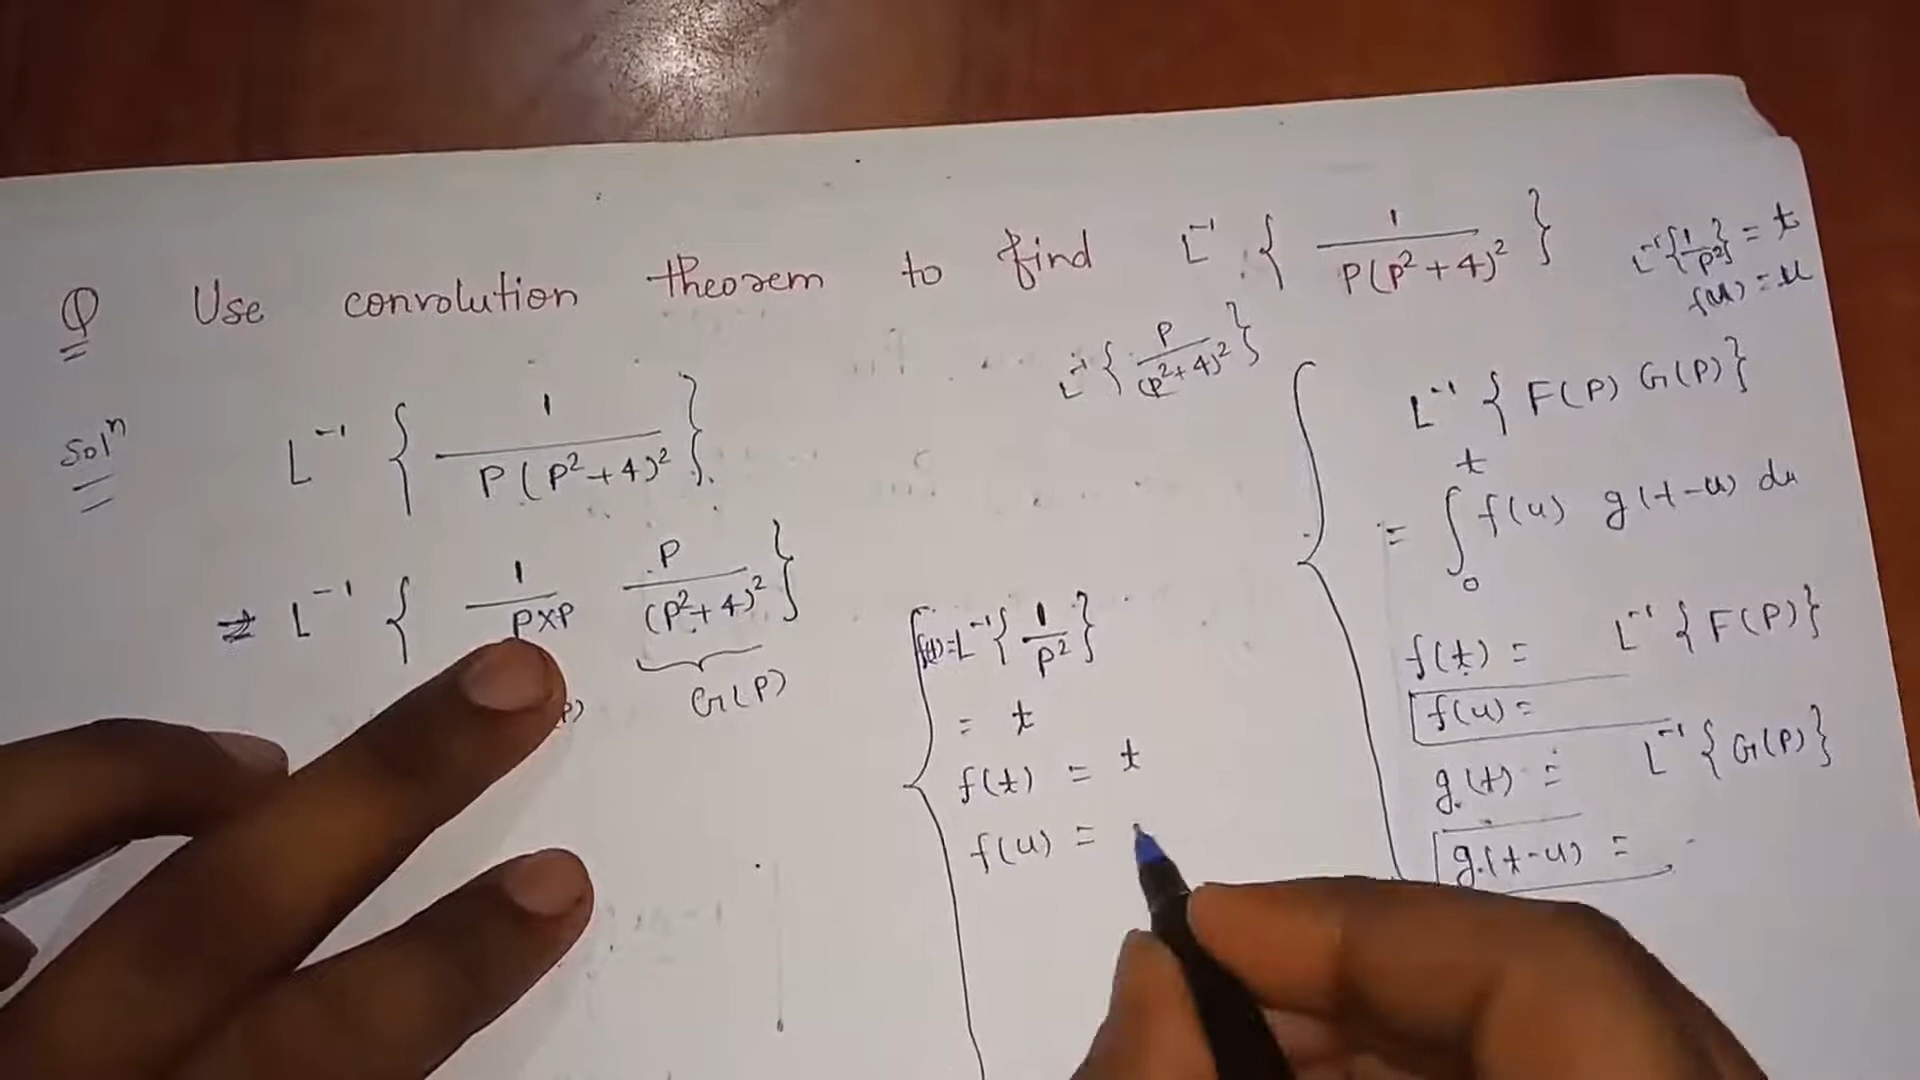 Q Use convolution theorem to find L⁻¹ { 1 / P(P²+4)² }
L⁻¹{1/P²} = t
f(u) = u
L⁻¹ { P / (P²+4)² }
Solⁿ L⁻¹ { 1 / P(P²+4)² }
= L⁻¹ { 1 / P×P P / (P²+4)² }
P) G(P)
f(t)=L⁻¹ { 1 / P² }
= t
f(t) = t
f(u) =
L⁻¹ { F(P) G(P) }
= ∫₀ᵗ f(u) g(t-u) du
f(t) = L⁻¹ { F(P) }
f(u) =
g(t) = L⁻¹ { G(P) }
g(t-u) =